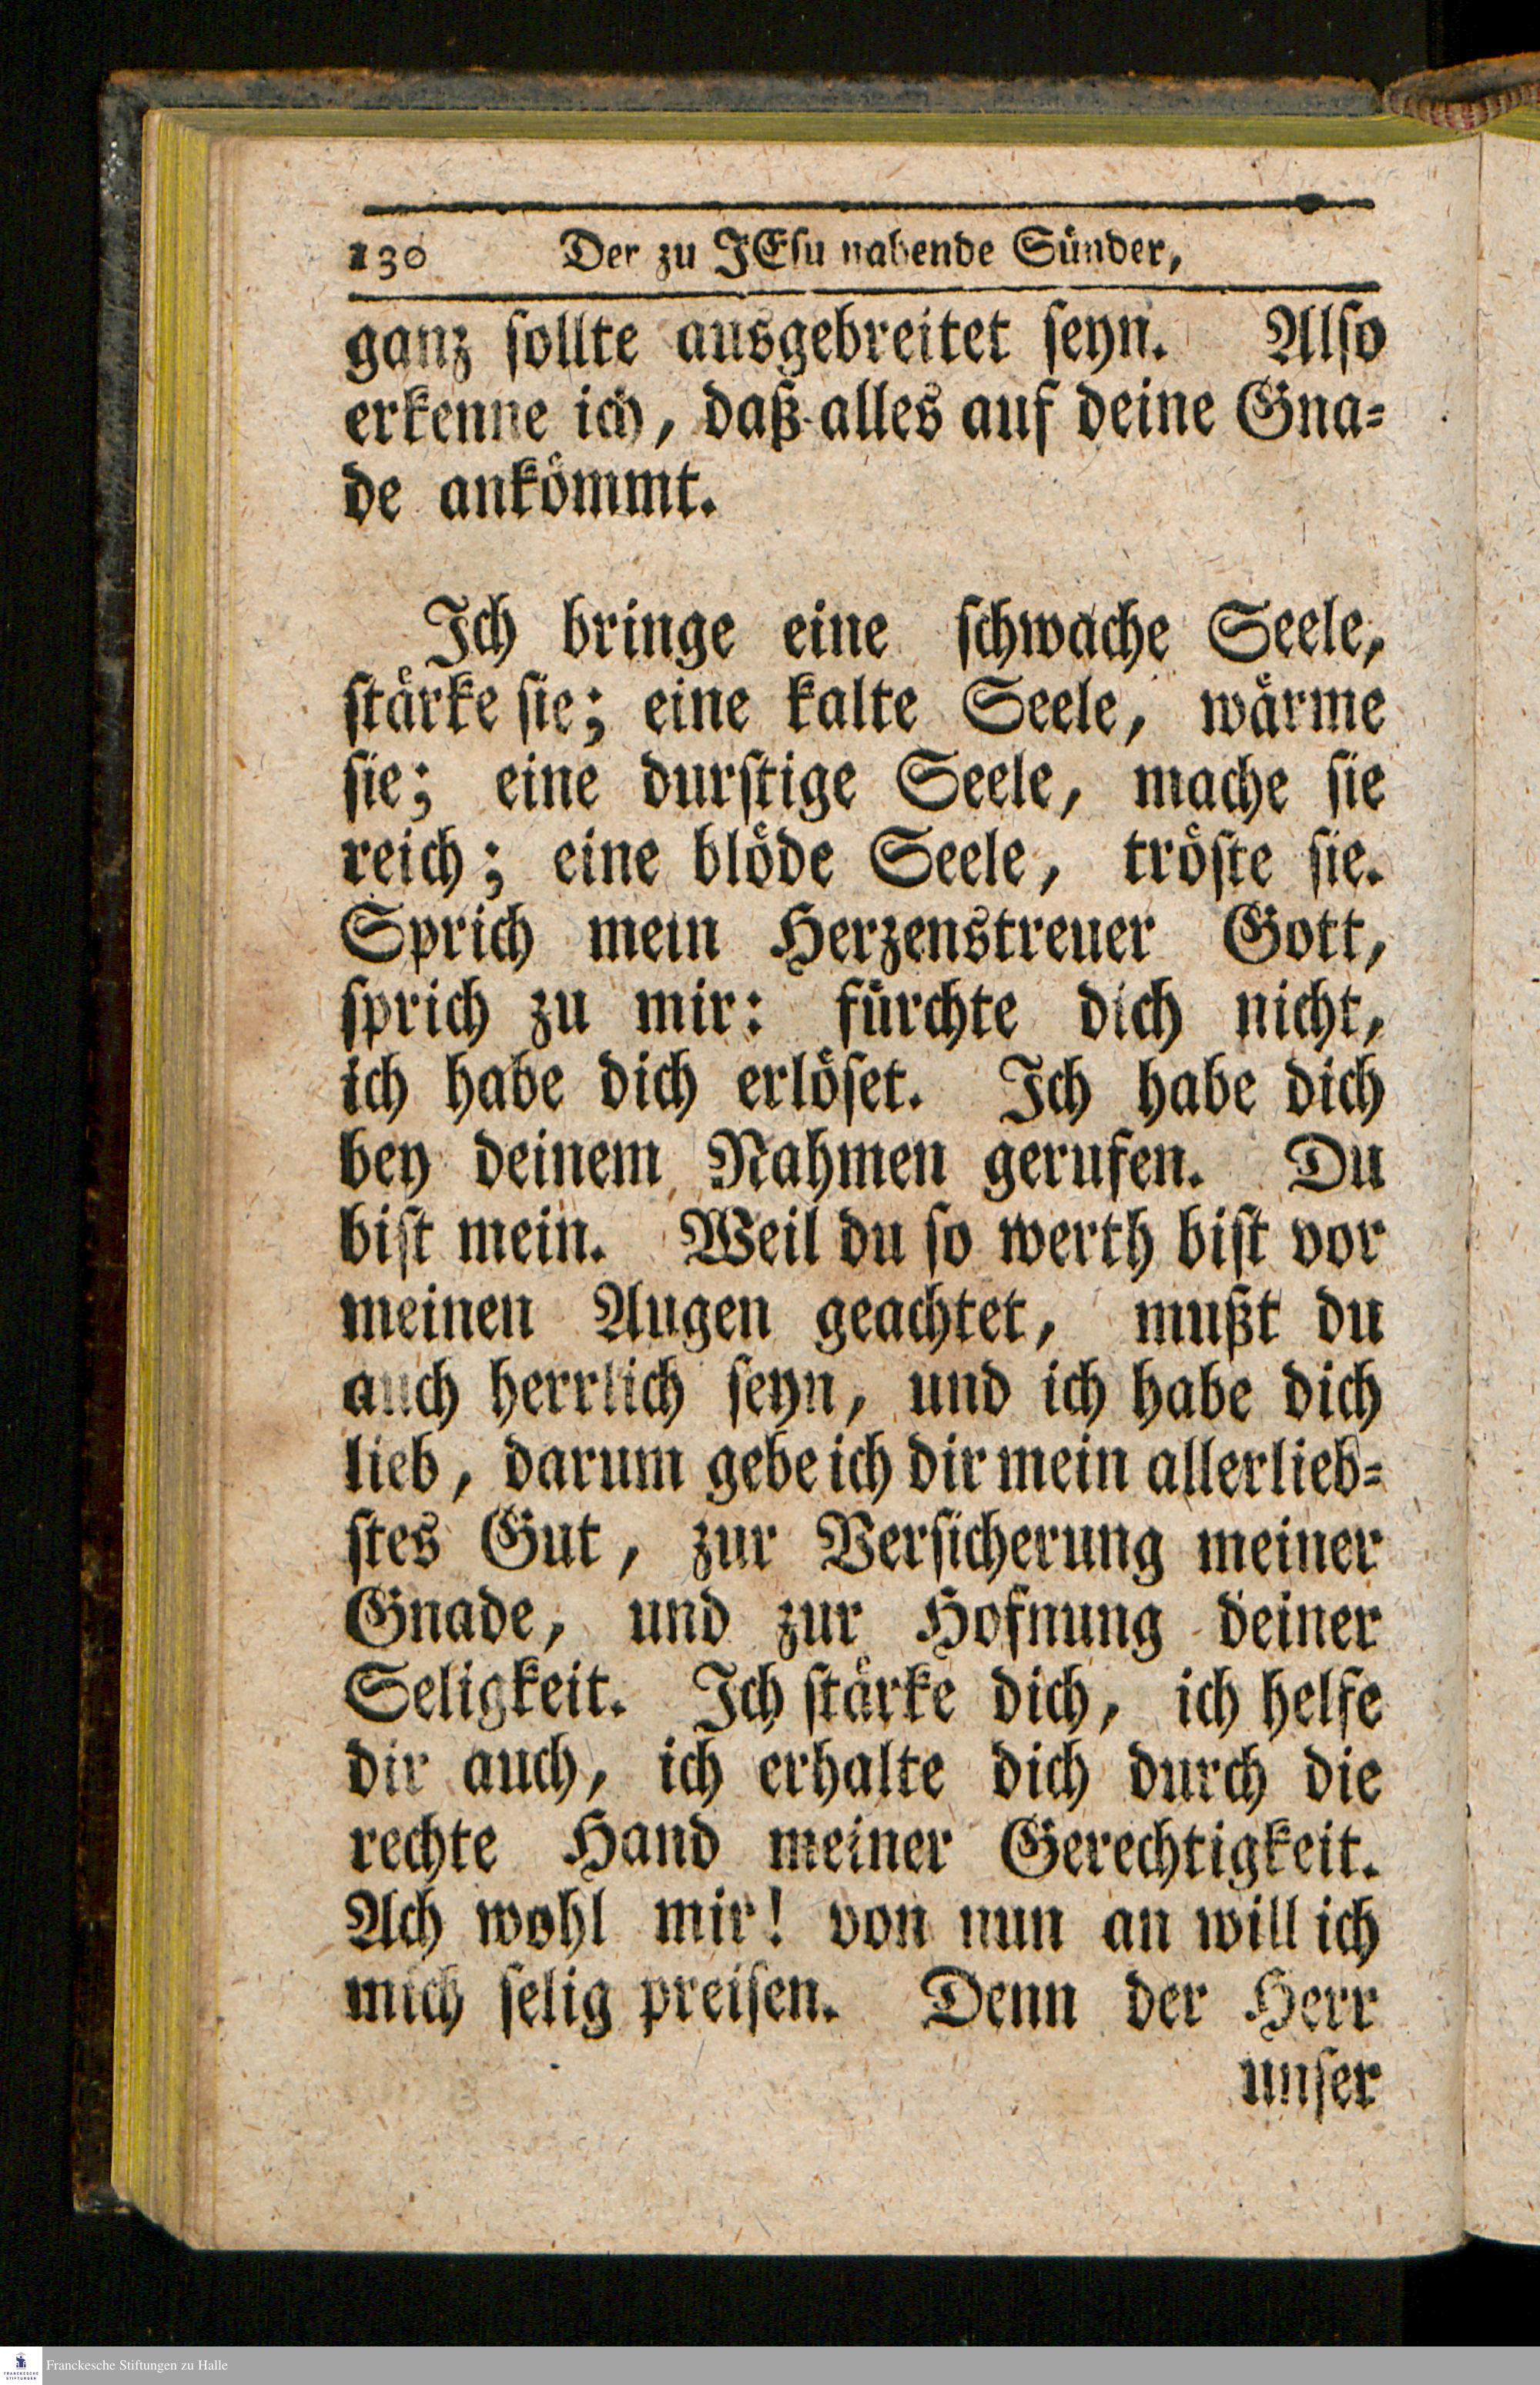 130 Der zu JEsu nahende Sünder,
ganz sollte ausgebreitet seyn. Also
erkenne ich, daß alles auf deine Gna=
de ankömmt.
Ich bringe eine schwache Seele,
stärke sie; eine kalte Seele, wärme
sie; eine durstige Seele, mache sie
reich; eine blöde Seele, tröste sie.
Sprich mein Herzenstreuer Gott,
sprich zu mir: fürchte dich nicht,
ich habe dich erlöset. Ich habe dich
bey deinem Nahmen gerufen. Du
bist mein. Weil du so werth bist vor
meinen Augen geachtet, mußt du
auch herrlich seyn, und ich habe dich
lieb, darum gebe ich dir mein allerlieb=
stes Gut, zur Versicherung meiner
Gnade, und zur Hofnung deiner
Seligkeit. Ich stärke dich, ich helfe
dir auch, ich erhalte dich durch die
rechte Hand meiner Gerechtigkeit.
Ach wohl mir! von nun an will ich
mich selig preisen. Denn der Herr
unser
Franckesche Stiftungen zu Halle